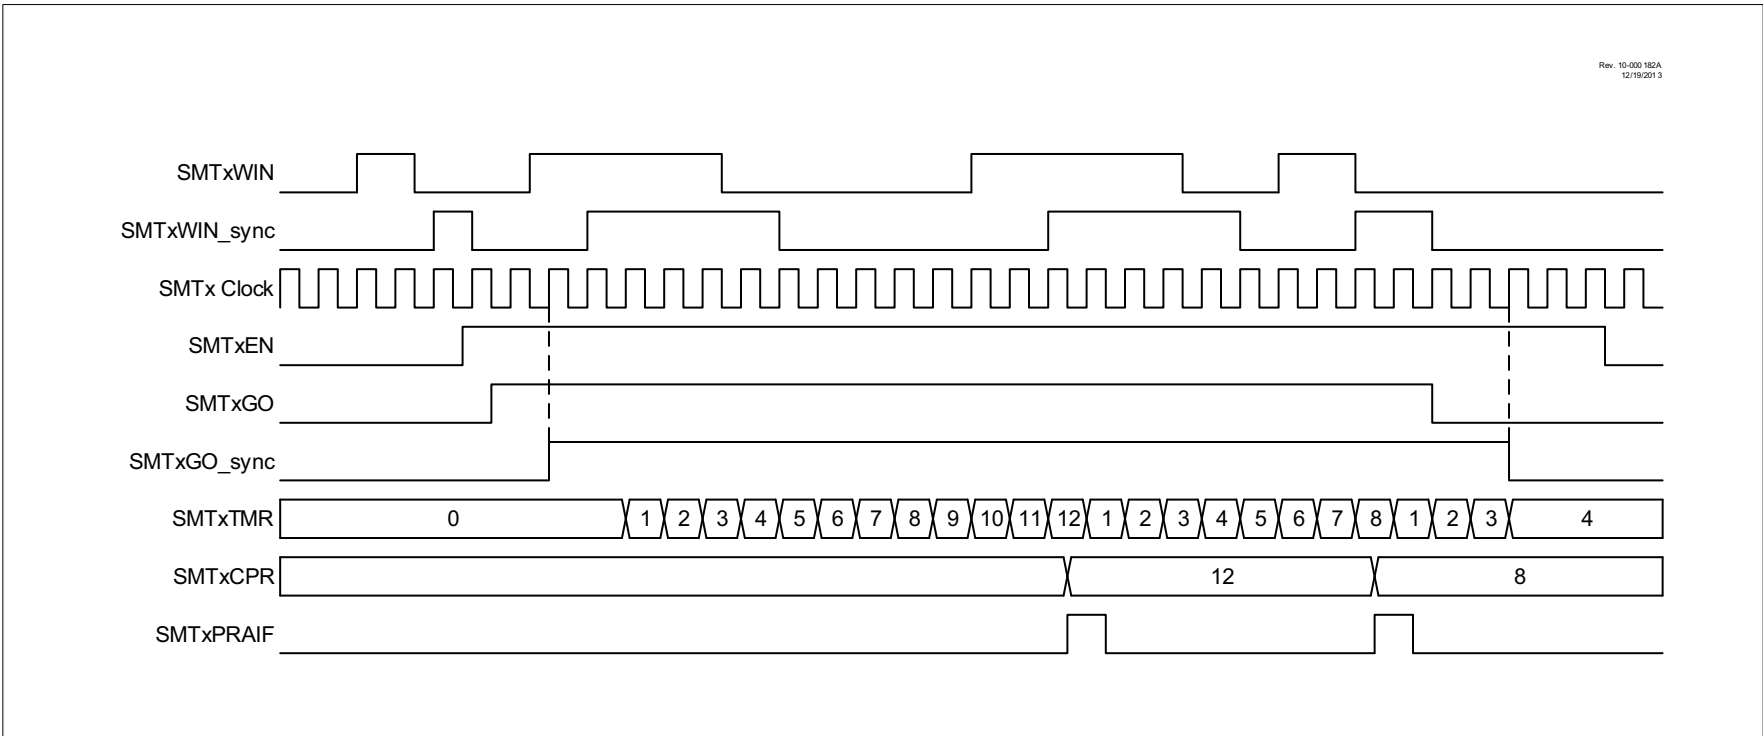 Rev. 10-000 182A
12/19/201 3
SMTxWIN
SMTxWIN_sync
SMTx Clock
SMTxEN
SMTxGO
SMTxGO_sync
SMTxTMR 0 1 2 3 4 5 6 7 8 9 10 11 12 1 2 3 4 5 6 7 8 1 2 3 4
SMTxCPR 12 8
SMTxPRAIF